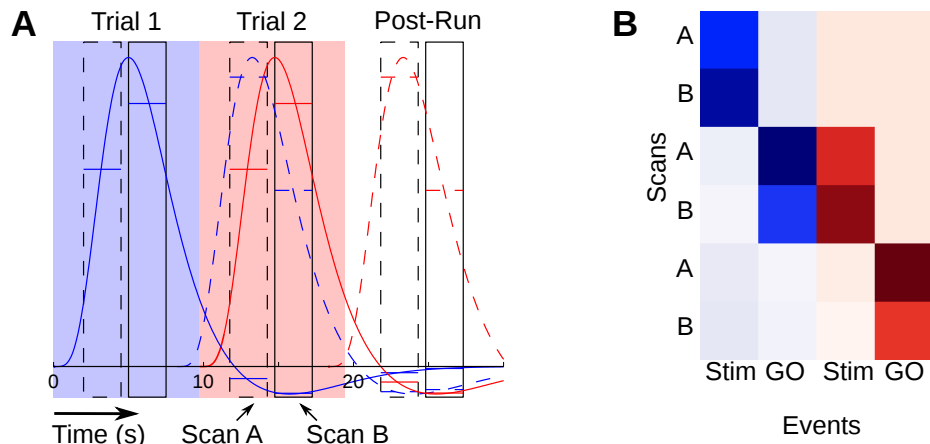 A
Trial 1 Trial 2 Post-Run
0 10 20
Time (s) Scan A Scan B
B
Scans
A
B
A
B
A
B
Stim GO Stim GO
Events